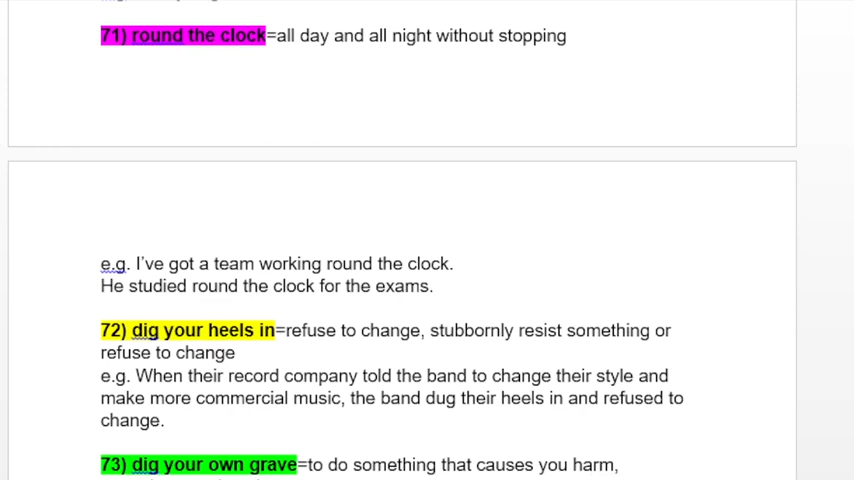 71) round the clock=all day and all night without stopping
e.g. I've got a team working round the clock.
He studied round the clock for the exams.
72) dig your heels in=refuse to change, stubbornly resist something or
refuse to change
e.g. When their record company told the band to change their style and
make more commercial music, the band dug their heels in and refused to
change.
73) dig your own grave=to do something that causes you harm,